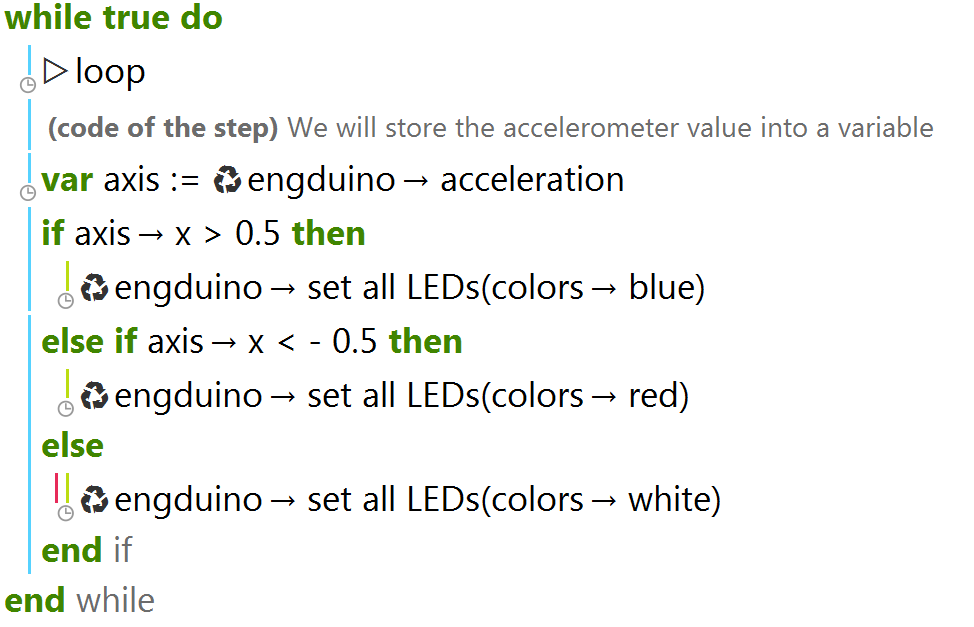 while true do
▷ loop
(code of the step) We will store the accelerometer value into a variable
var axis := ♻ engduino → acceleration
if axis → x > 0.5 then
♻ engduino → set all LEDs(colors → blue)
else if axis → x < - 0.5 then
♻ engduino → set all LEDs(colors → red)
else
♻ engduino → set all LEDs(colors → white)
end if
end while